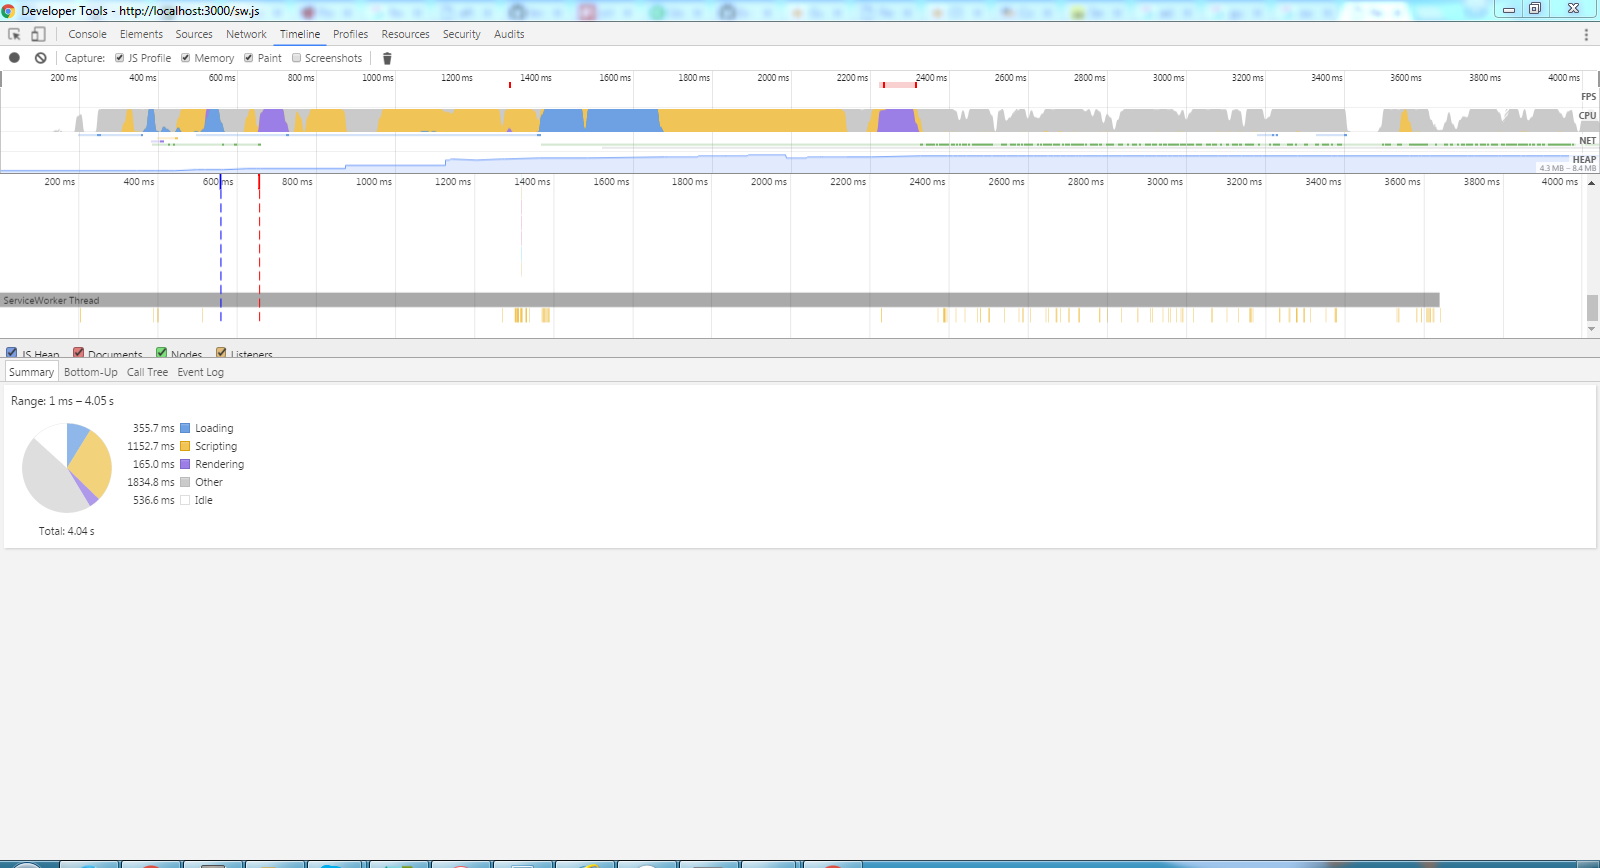 Developer Tools - http://localhost:3000/sw.js
Console Elements Sources Network Timeline Profiles Resources Security Audits
Capture: JS Profile Memory Paint Screenshots
200 ms 400 ms 600 ms 800 ms 1000 ms 1200 ms 1400 ms 1600 ms 1800 ms 2000 ms 2200 ms 2400 ms 2600 ms 2800 ms 3000 ms 3200 ms 3400 ms 3600 ms 3800 ms 4000 ms
FPS
CPU
NET
HEAP
4.3 MB – 8.4 MB
200 ms 400 ms 600 ms 800 ms 1000 ms 1200 ms 1400 ms 1600 ms 1800 ms 2000 ms 2200 ms 2400 ms 2600 ms 2800 ms 3000 ms 3200 ms 3400 ms 3600 ms 3800 ms 4000 ms
ServiceWorker Thread
JS Heap Documents Nodes Listeners
Summary Bottom-Up Call Tree Event Log
Range: 1 ms – 4.05 s
355.7 ms Loading
1152.7 ms Scripting
165.0 ms Rendering
1834.8 ms Other
536.6 ms Idle
Total: 4.04 s